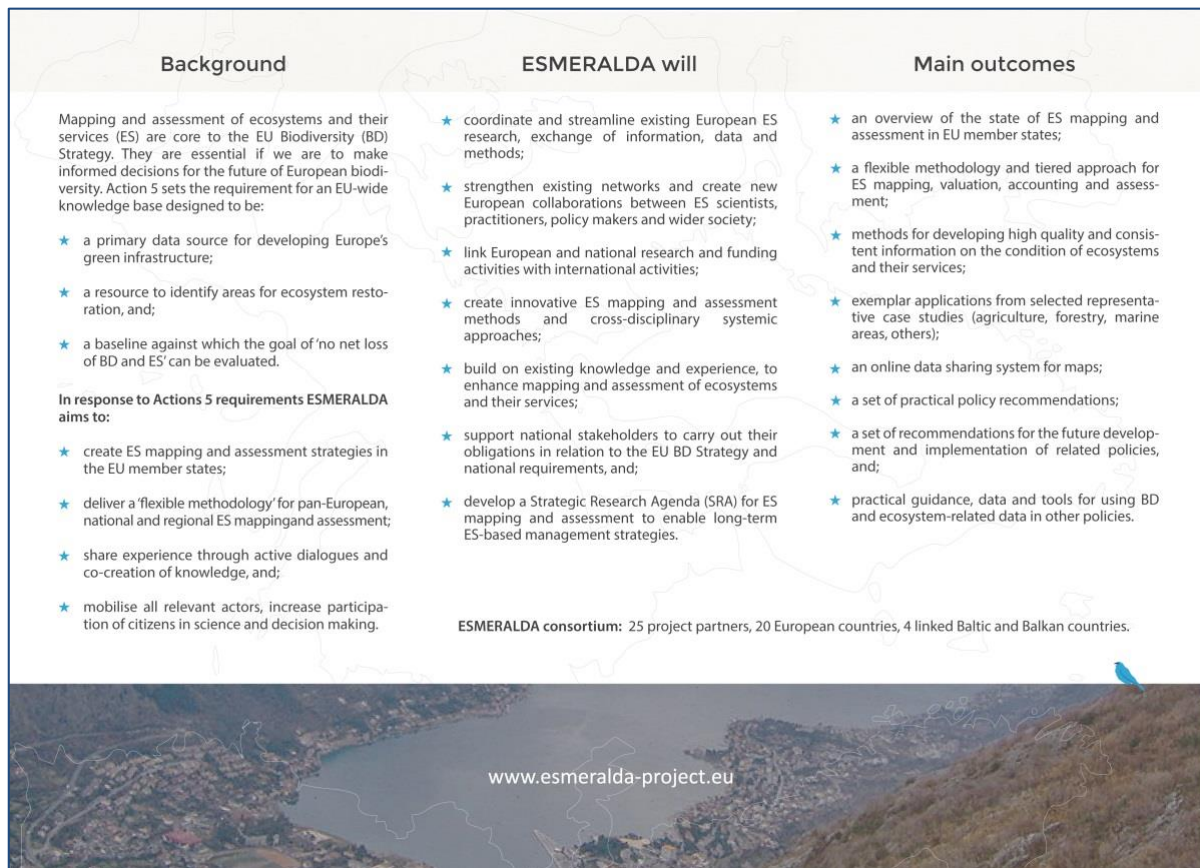 Background
Mapping and assessment of ecosystems and their
services (ES) are core to the EU Biodiversity (BD)
Strategy. They are essential if we are to make
informed decisions for the future of European biodi-
versity. Action 5 sets the requirement for an EU-wide
knowledge base designed to be:
★ a primary data source for developing Europe's
green infrastructure;
★ a resource to identify areas for ecosystem resto-
ration, and;
★ a baseline against which the goal of 'no net loss
of BD and ES' can be evaluated.
In response to Actions 5 requirements ESMERALDA
aims to:
★ create ES mapping and assessment strategies in
the EU member states;
★ deliver a 'flexible methodology' for pan-European,
national and regional ES mappingand assessment;
★ share experience through active dialogues and
co-creation of knowledge, and;
★ mobilise all relevant actors, increase participa-
tion of citizens in science and decision making.
ESMERALDA will
★ coordinate and streamline existing European ES
research, exchange of information, data and
methods;
★ strengthen existing networks and create new
European collaborations between ES scientists,
practitioners, policy makers and wider society;
★ link European and national research and funding
activities with international activities;
★ create innovative ES mapping and assessment
methods and cross-disciplinary systemic
approaches;
★ build on existing knowledge and experience, to
enhance mapping and assessment of ecosystems
and their services;
★ support national stakeholders to carry out their
obligations in relation to the EU BD Strategy and
national requirements, and;
★ develop a Strategic Research Agenda (SRA) for ES
mapping and assessment to enable long-term
ES-based management strategies.
Main outcomes
★ an overview of the state of ES mapping and
assessment in EU member states;
★ a flexible methodology and tiered approach for
ES mapping, valuation, accounting and assess-
ment;
★ methods for developing high quality and consis-
tent information on the condition of ecosystems
and their services;
★ exemplar applications from selected representa-
tive case studies (agriculture, forestry, marine
areas, others);
★ an online data sharing system for maps;
★ a set of practical policy recommendations;
★ a set of recommendations for the future develop-
ment and implementation of related policies,
and;
★ practical guidance, data and tools for using BD
and ecosystem-related data in other policies.
ESMERALDA consortium: 25 project partners, 20 European countries, 4 linked Baltic and Balkan countries.
www.esmeralda-project.eu